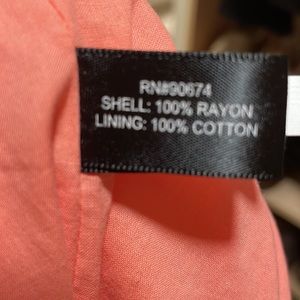 RN#90674
SHELL: 100% RAYON
LINING: 100% COTTON